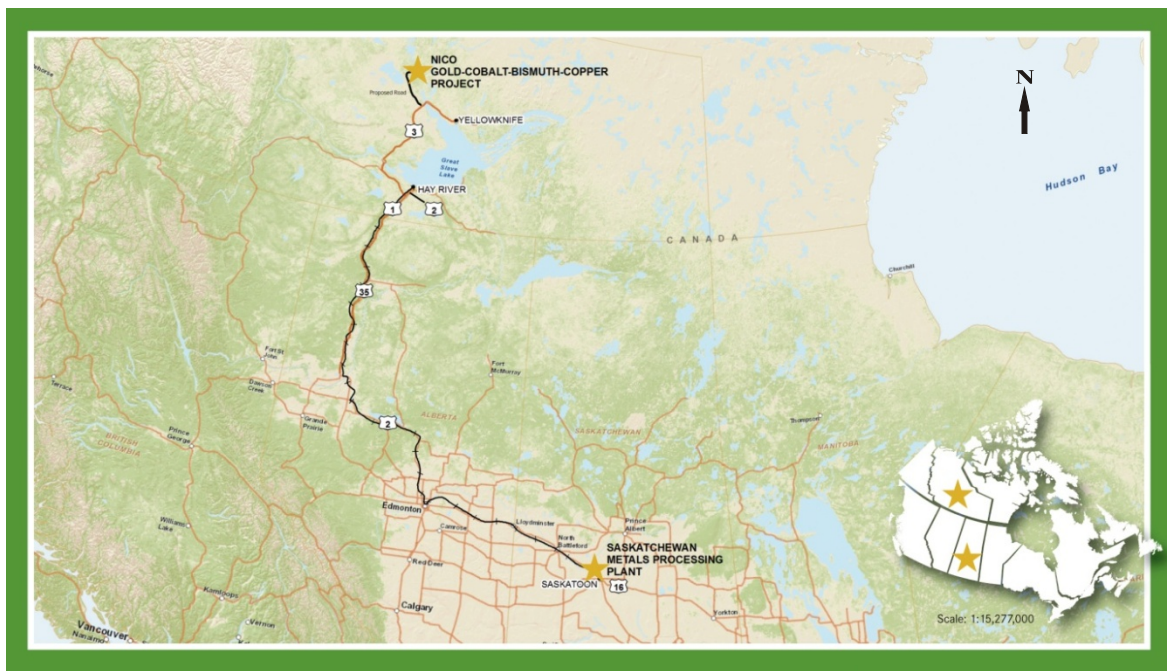 NICO
GOLD-COBALT-BISMUTH-COPPER
PROJECT
Proposed Road
YELLOWKNIFE
3
Great
Slave
Lake
HAY RIVER
1
2
N
Hudson Bay
CANADA
Churchill
35
Fort St
John
Dawson
Creek
Grande
Prairie
Fort
McMurray
Terrace
Prince
George
BRITISH
COLUMBIA
2
ALBERTA
SASKATCHEWAN
Thompson
MANITOBA
Edmonton
Camrose
Lloydminster
North
Battleford
Prince
Albert
Williams
Lake
Red Deer
SASKATCHEWAN
METALS PROCESSING
PLANT
SASKATOON
16
Kamloops
Vernon
Calgary
Yorkton
Vancouver
Nanaimo
Scale: 1:15,277,000